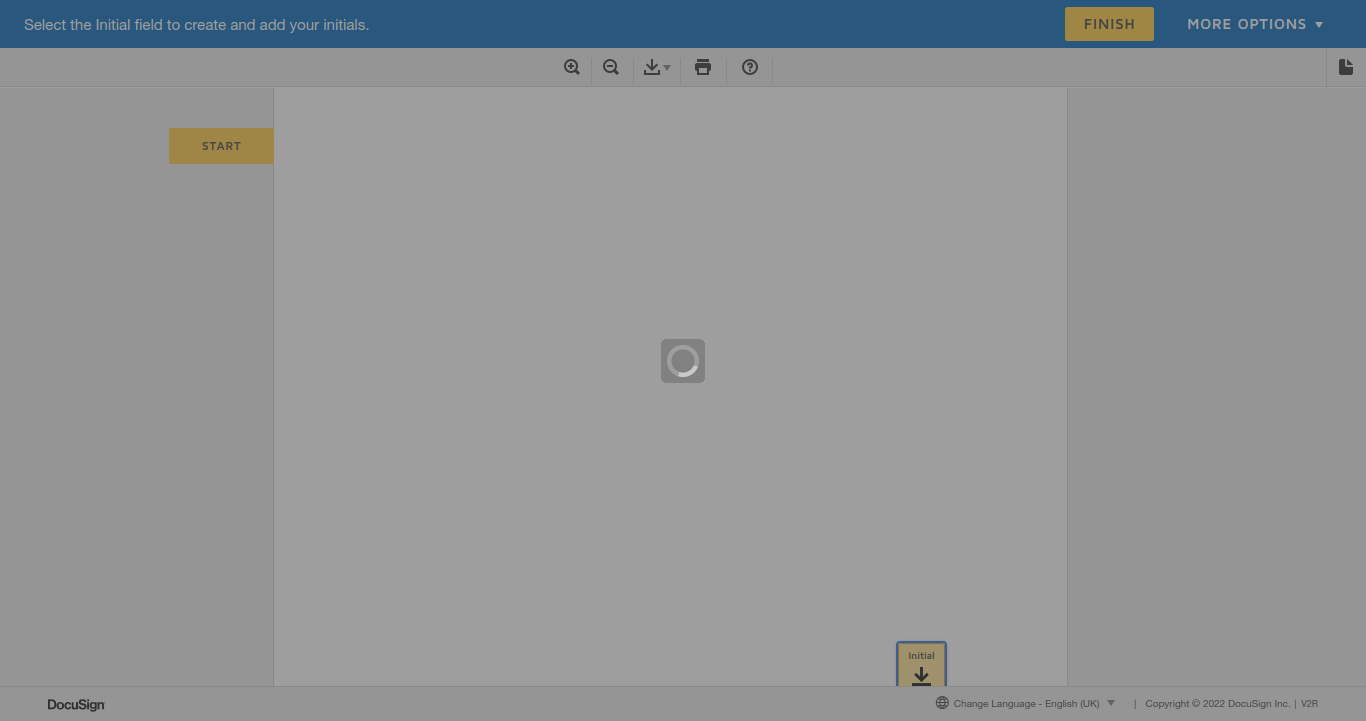 Select the Initial field to create and add your initials.
FINISH
MORE OPTIONS
START
Initial
DocuSign
Change Language - English (UK)
| Copyright © 2022 DocuSign Inc. | V2R